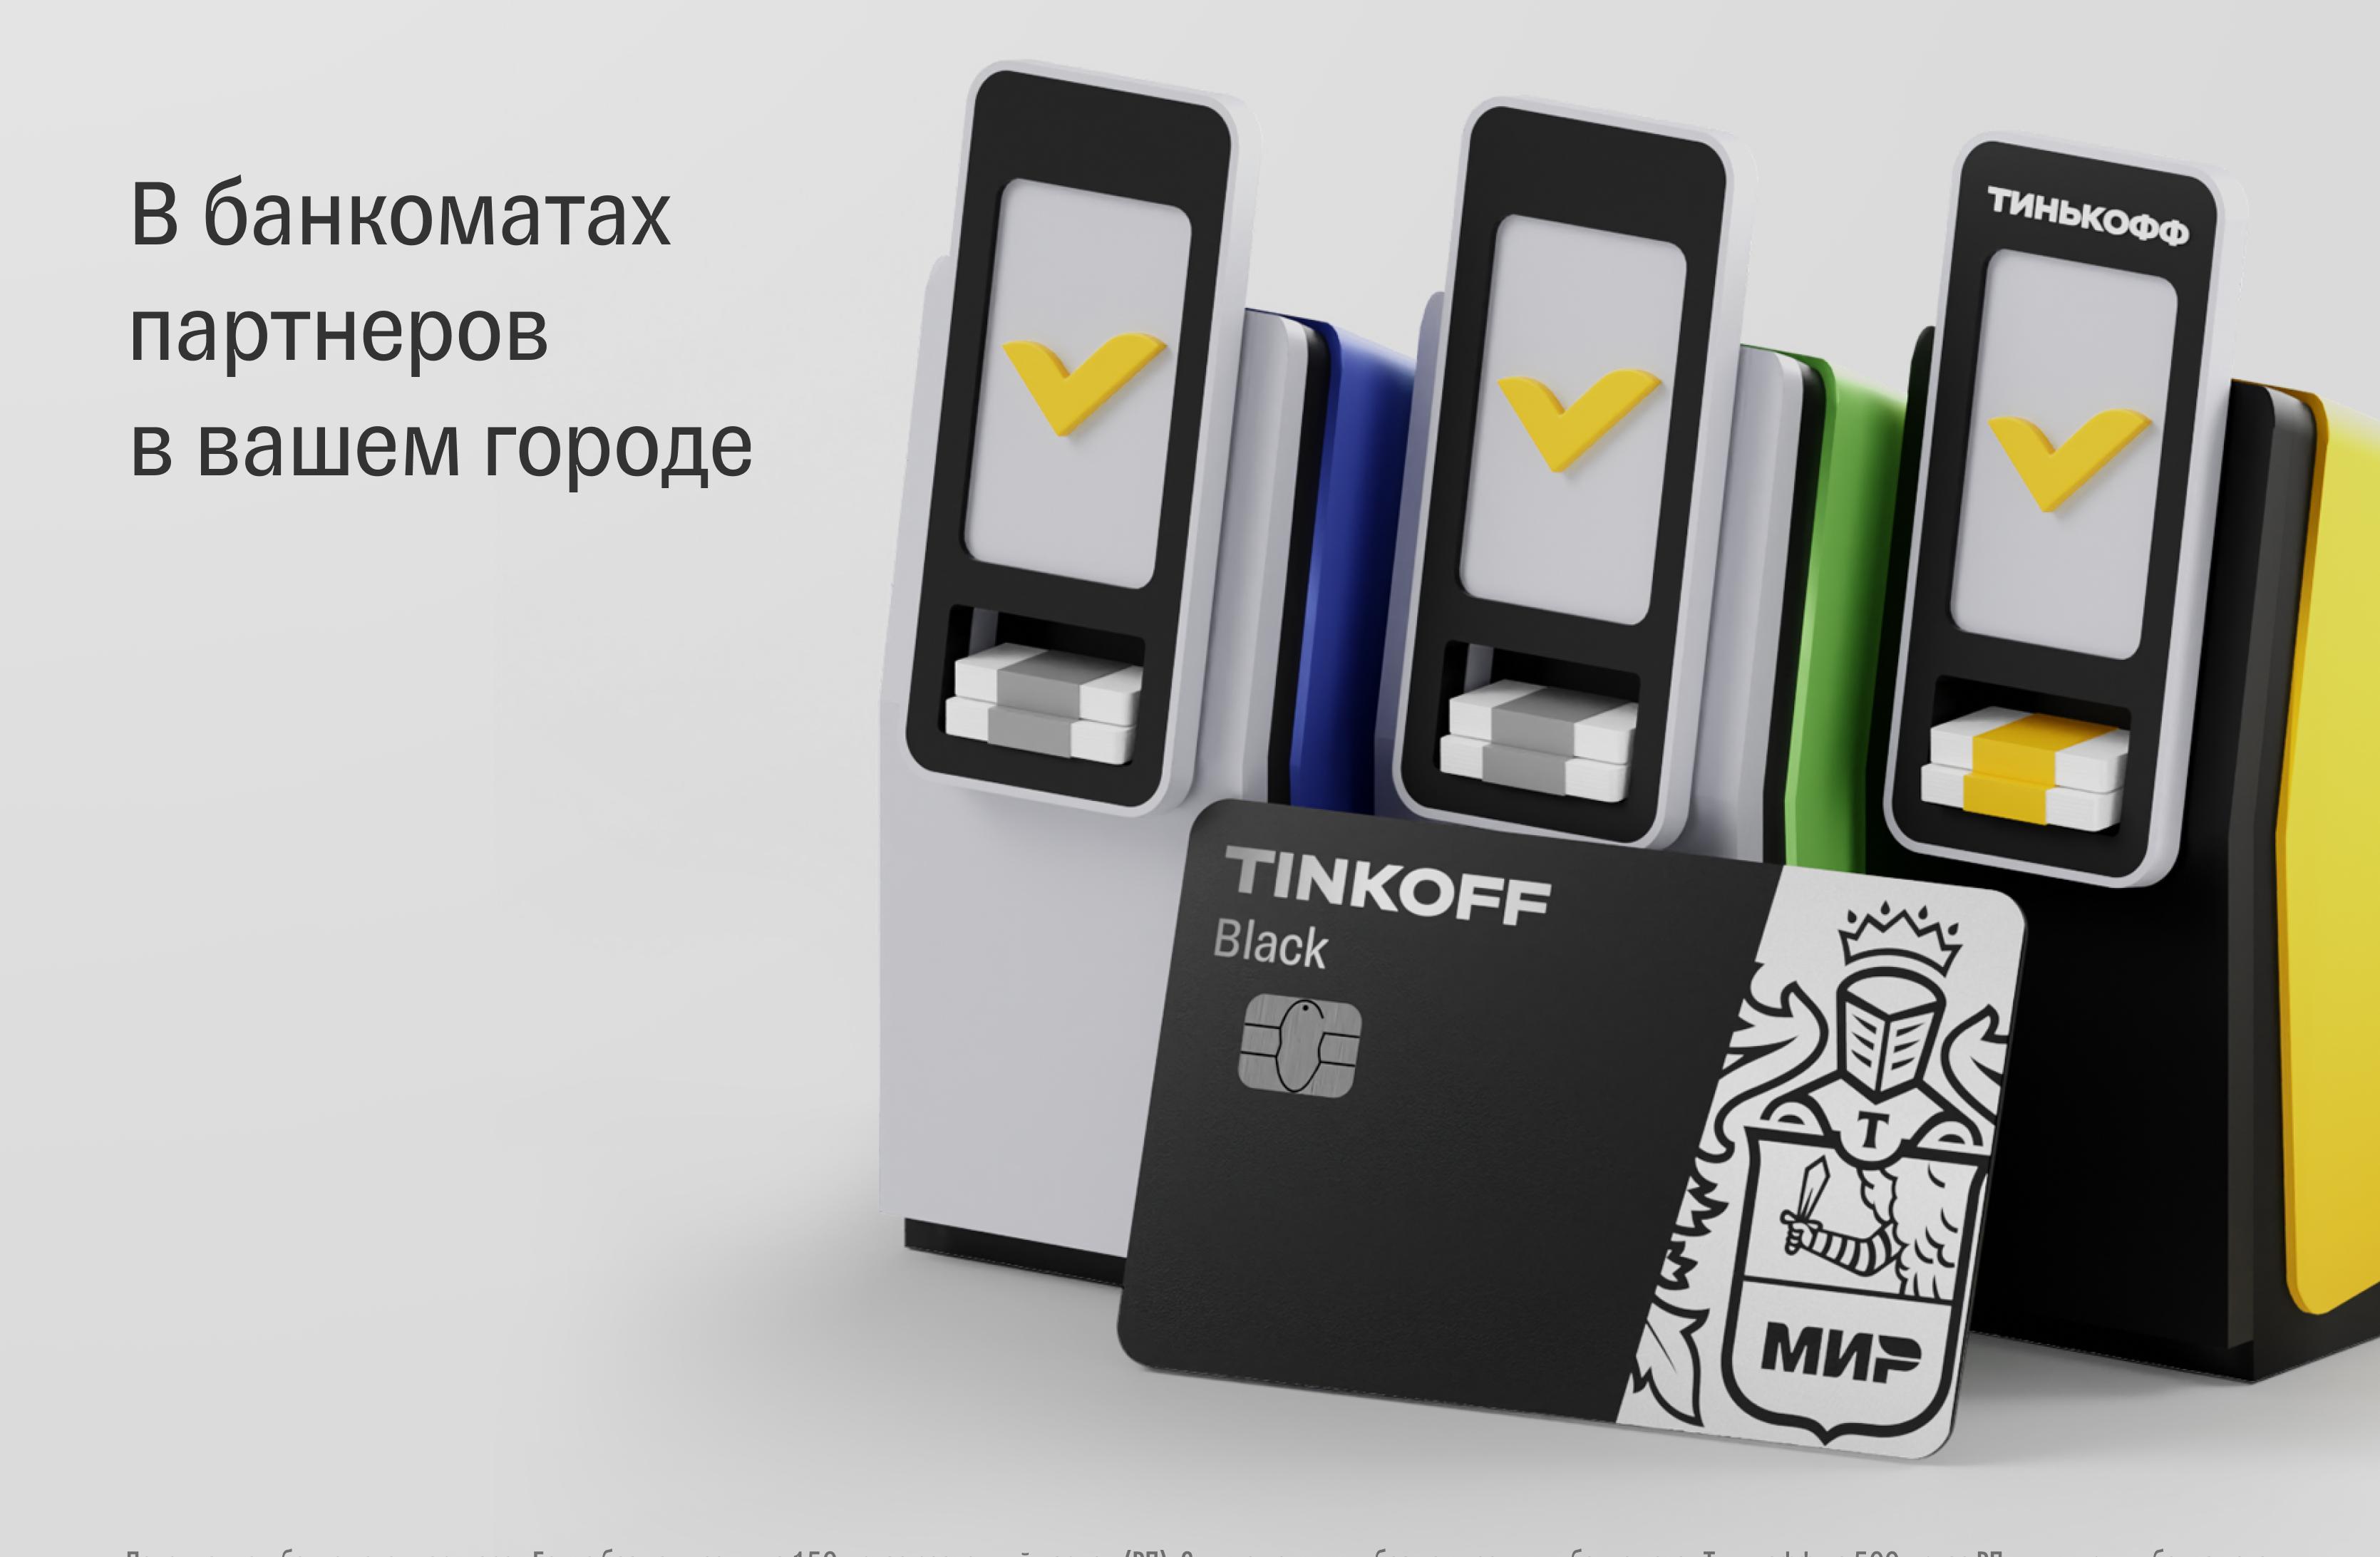 В банкоматах
партнеров
в вашем городе
ТИНЬКОФФ
TINKOFF
Black
Т
МИР